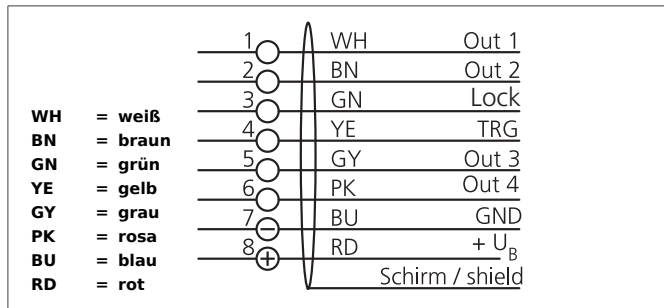 WH = weiß
BN = braun
GN = grün
YE = gelb
GY = grau
PK = rosa
BU = blau
RD = rot
1 WH Out 1
2 BN Out 2
3 GN Lock
4 YE TRG
5 GY Out 3
6 PK Out 4
7 BU GND
8 RD + U_B
Schirm / shield